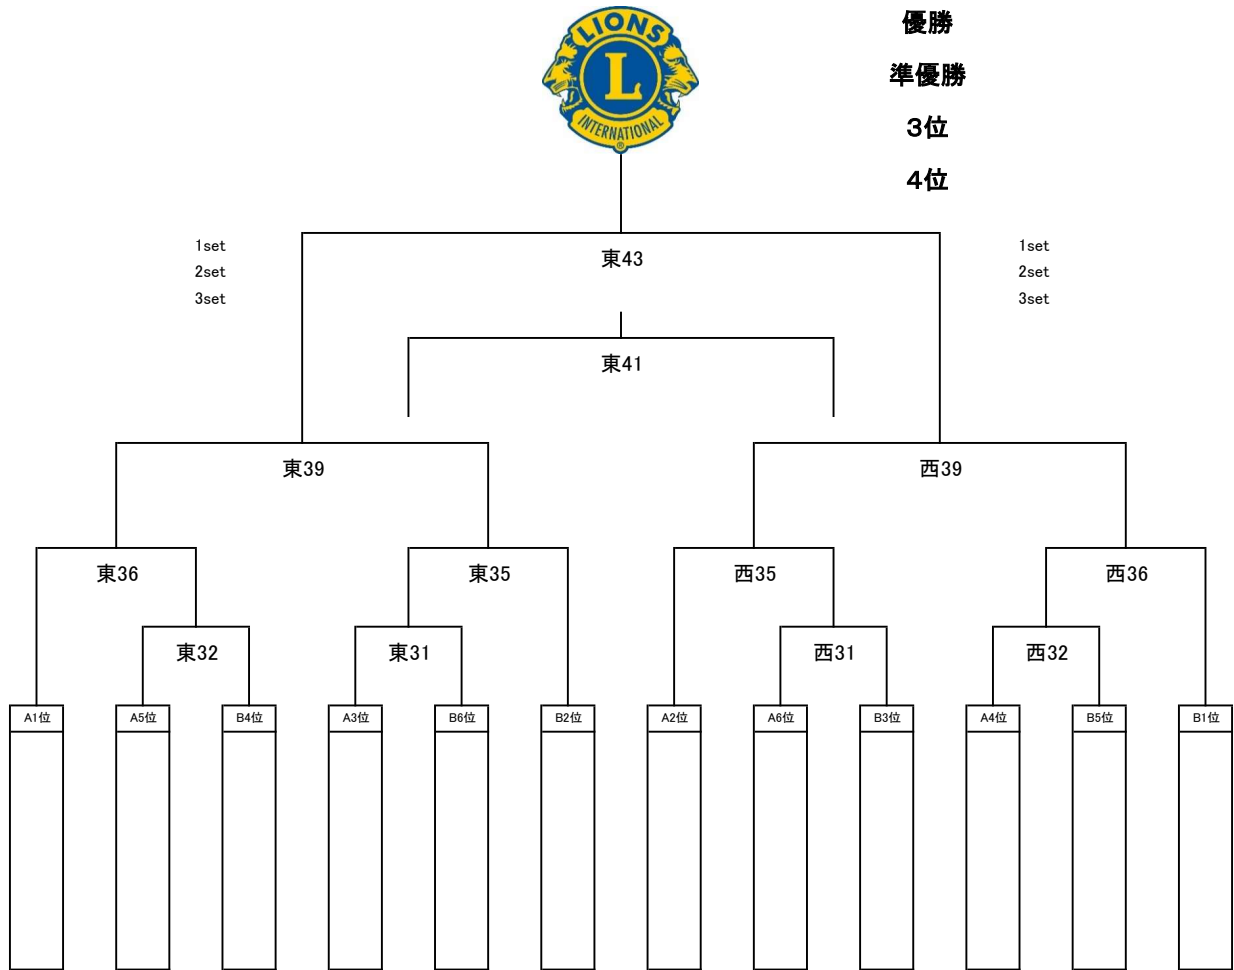 LIONS
L
INTERNATIONAL
®
優勝
準優勝
３位
４位
1set
2set
3set
東43
1set
2set
3set
東41
東39
西39
東36
東35
西35
西36
東32
東31
西31
西32
A1位
A5位
B4位
A3位
B6位
B2位
A2位
A6位
B3位
A4位
B5位
B1位